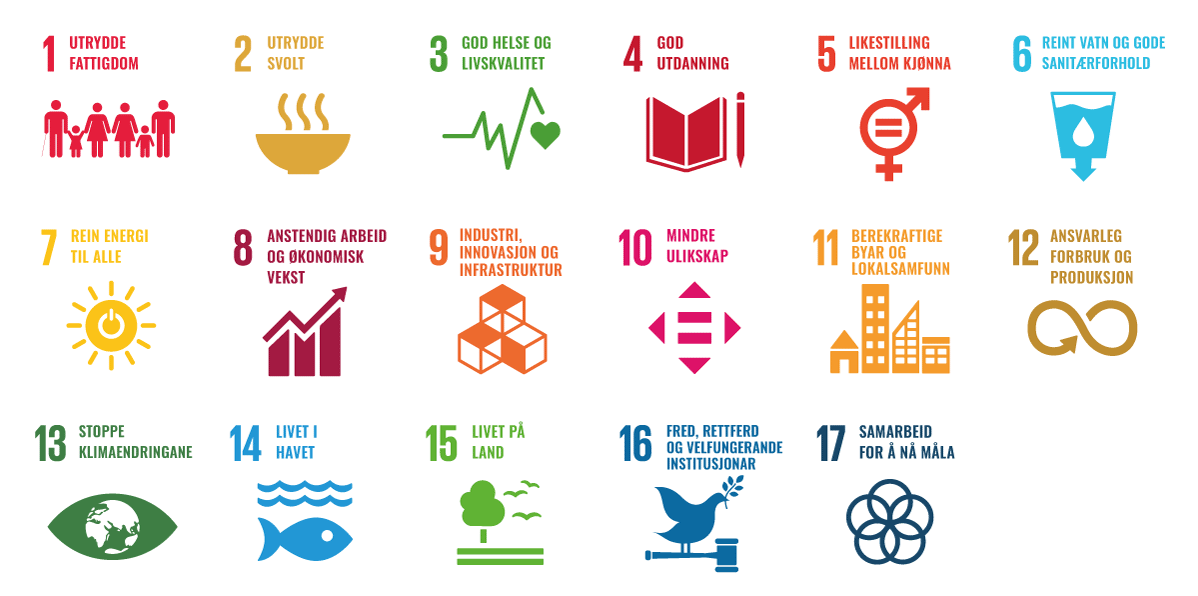 1 UTRYDDE
FATTIGDOM
2 UTRYDDE
SVOLT
3 GOD HELSE OG
LIVSKVALITET
4 GOD
UTDANNING
5 LIKESTILLING
MELLOM KJØNNA
6 REINT VATN OG GODE
SANITÆRFORHOLD
7 REIN ENERGI
TIL ALLE
8 ANSTENDIG ARBEID
OG ØKONOMISK
VEKST
9 INDUSTRI,
INNOVASJON OG
INFRASTRUKTUR
10 MINDRE
ULIKSKAP
11 BEREKRAFTIGE
BYAR OG
LOKALSAMFUNN
12 ANSVARLEG
FORBRUK OG
PRODUKSJON
13 STOPPE
KLIMAENDRINGANE
14 LIVET I
HAVET
15 LIVET PÅ
LAND
16 FRED, RETTFERD
OG VELFUNGERANDE
INSTITUSJONAR
17 SAMARBEID
FOR Å NÅ MÅLA